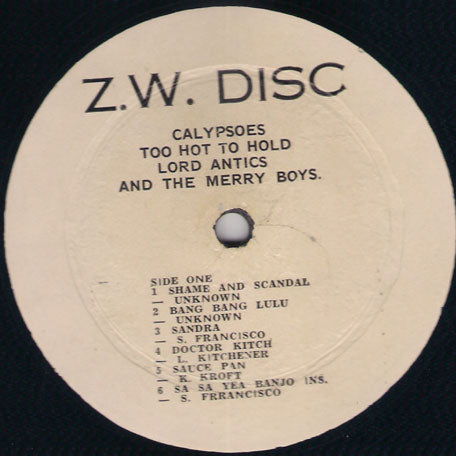 Z.W. DISC
CALYPSOES
TOO HOT TO HOLD
LORD ANTICS
AND THE MERRY BOYS.
SIDE ONE
1 SHAME AND SCANDAL
— UNKNOWN
2 BANG BANG LULU
— UNKNOWN
3 SANDRA
— S. FRANCISCO
4 DOCTOR KITCH
— L. KITCHENER
5 SAUCE PAN
— K. KROFT
6 SA SA YEA BANJO INS.
— S. FRRANCISCO